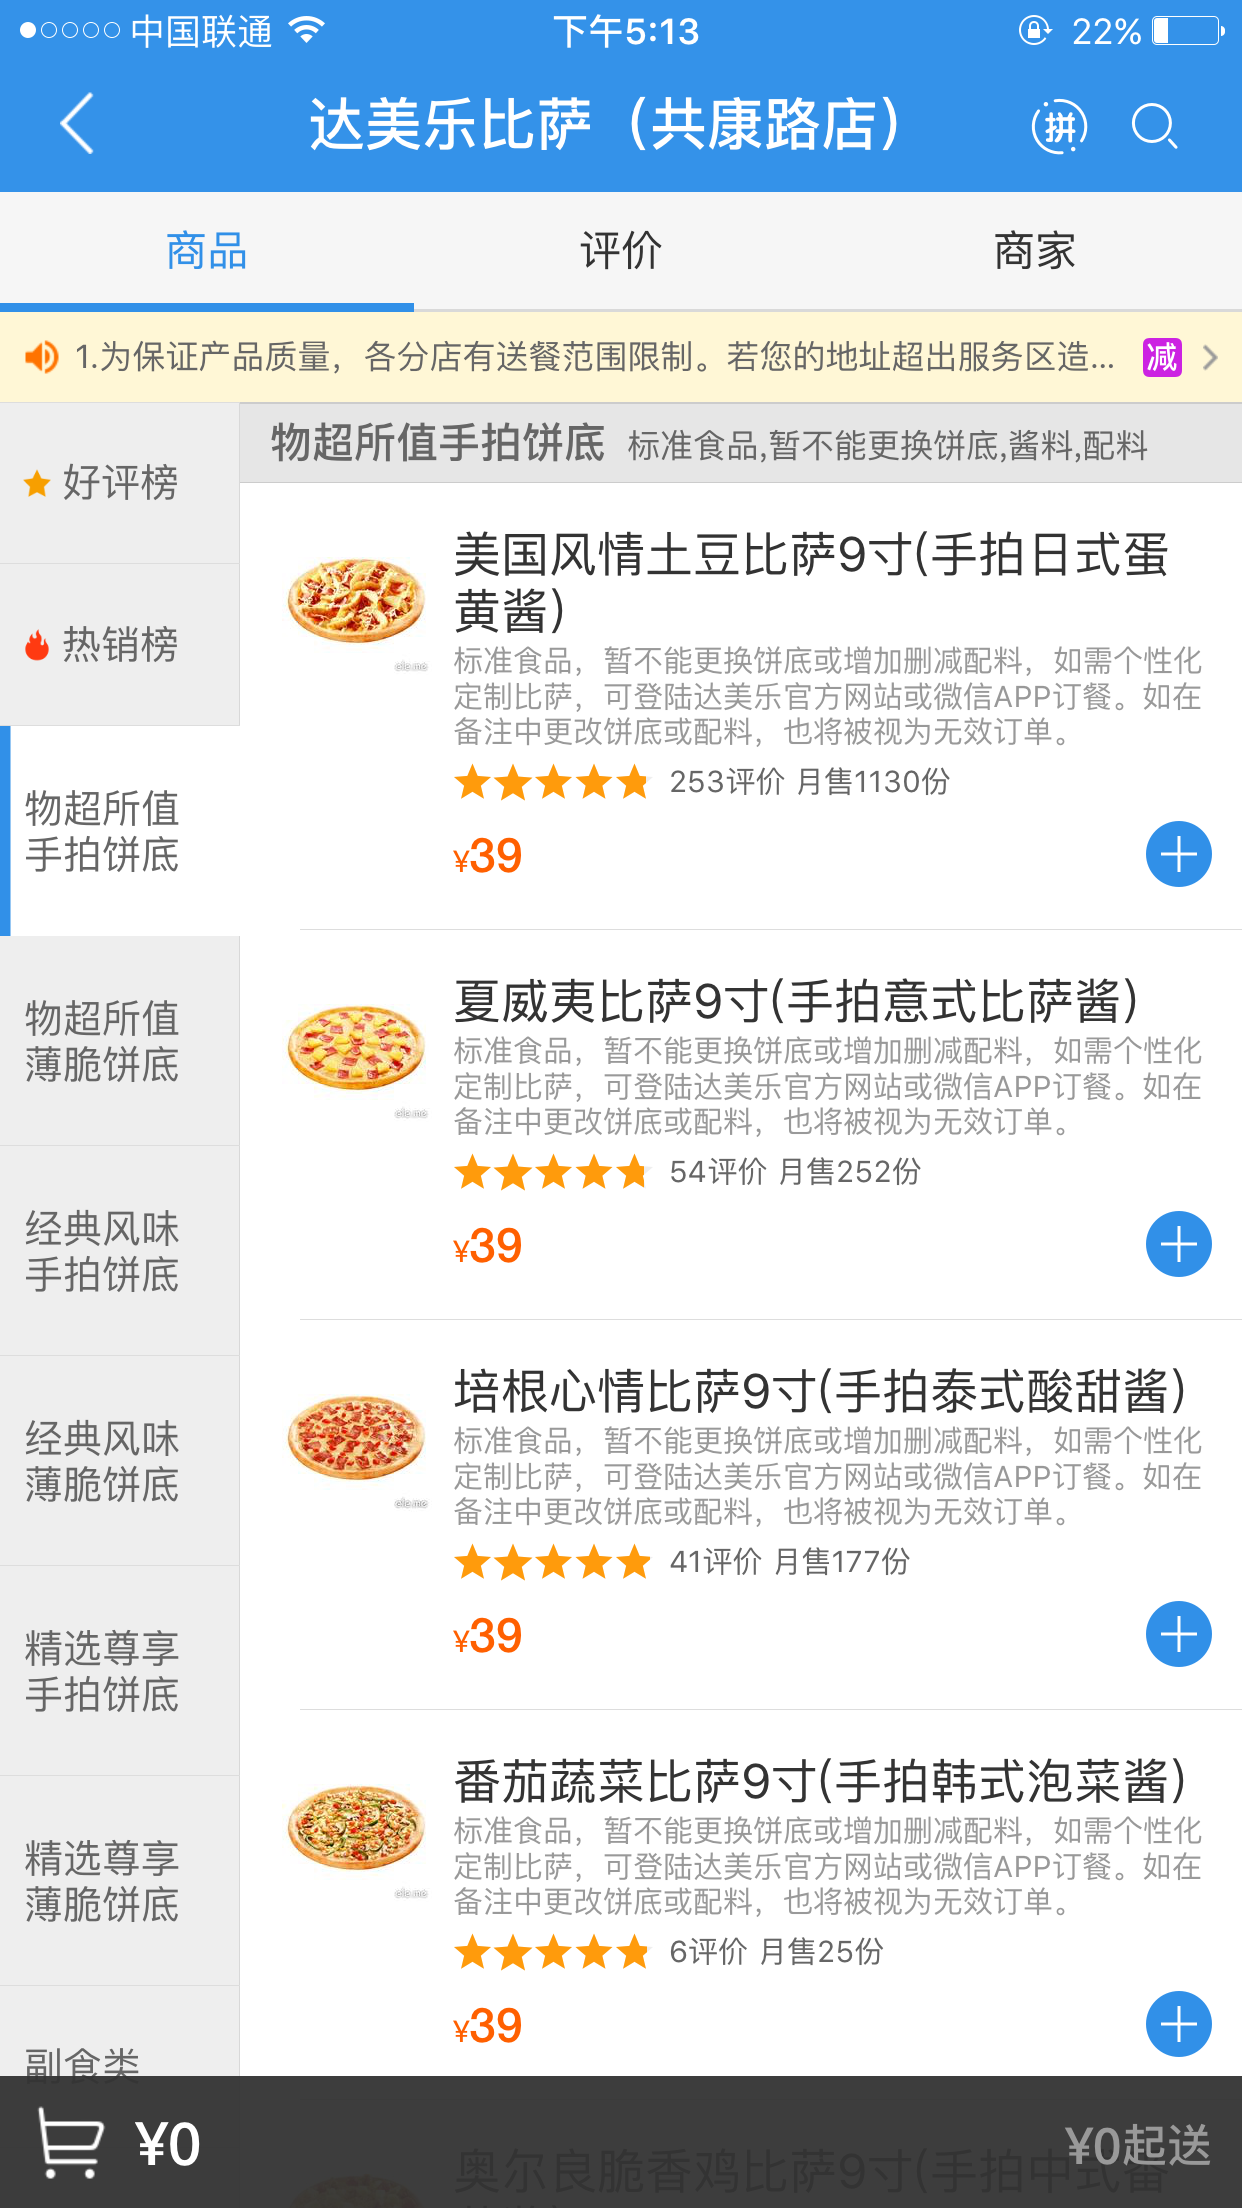 中国联通
下午5:13
22%
达美乐比萨（共康路店）
拼
商品
评价
商家
1.为保证产品质量，各分店有送餐范围限制。若您的地址超出服务区造...
减
好评榜
热销榜
物超所值
手拍饼底
物超所值
薄脆饼底
经典风味
手拍饼底
经典风味
薄脆饼底
精选尊享
手拍饼底
精选尊享
薄脆饼底
副食类
物超所值手拍饼底 标准食品,暂不能更换饼底,酱料,配料
美国风情土豆比萨9寸(手拍日式蛋
黄酱)
标准食品，暂不能更换饼底或增加删减配料，如需个性化
定制比萨，可登陆达美乐官方网站或微信APP订餐。如在
备注中更改饼底或配料，也将被视为无效订单。
253评价 月售1130份
¥39
ele.me
夏威夷比萨9寸(手拍意式比萨酱)
标准食品，暂不能更换饼底或增加删减配料，如需个性化
定制比萨，可登陆达美乐官方网站或微信APP订餐。如在
备注中更改饼底或配料，也将被视为无效订单。
54评价 月售252份
¥39
ele.me
培根心情比萨9寸(手拍泰式酸甜酱)
标准食品，暂不能更换饼底或增加删减配料，如需个性化
定制比萨，可登陆达美乐官方网站或微信APP订餐。如在
备注中更改饼底或配料，也将被视为无效订单。
41评价 月售177份
¥39
ele.me
番茄蔬菜比萨9寸(手拍韩式泡菜酱)
标准食品，暂不能更换饼底或增加删减配料，如需个性化
定制比萨，可登陆达美乐官方网站或微信APP订餐。如在
备注中更改饼底或配料，也将被视为无效订单。
6评价 月售25份
¥39
ele.me
奥尔良脆香鸡比萨9寸(手拍中式番
¥0
¥0起送